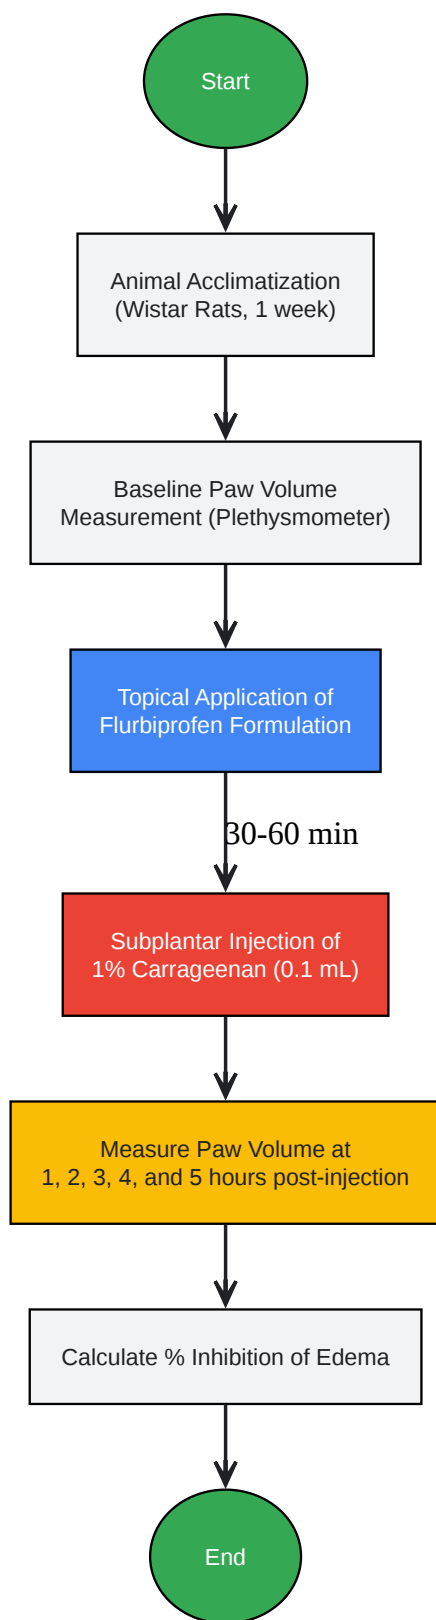 Start
Animal Acclimatization
(Wistar Rats, 1 week)
Baseline Paw Volume
Measurement (Plethysmometer)
Topical Application of
Flurbiprofen Formulation
30-60 min
Subplantar Injection of
1% Carrageenan (0.1 mL)
Measure Paw Volume at
1, 2, 3, 4, and 5 hours post-injection
Calculate % Inhibition of Edema
End